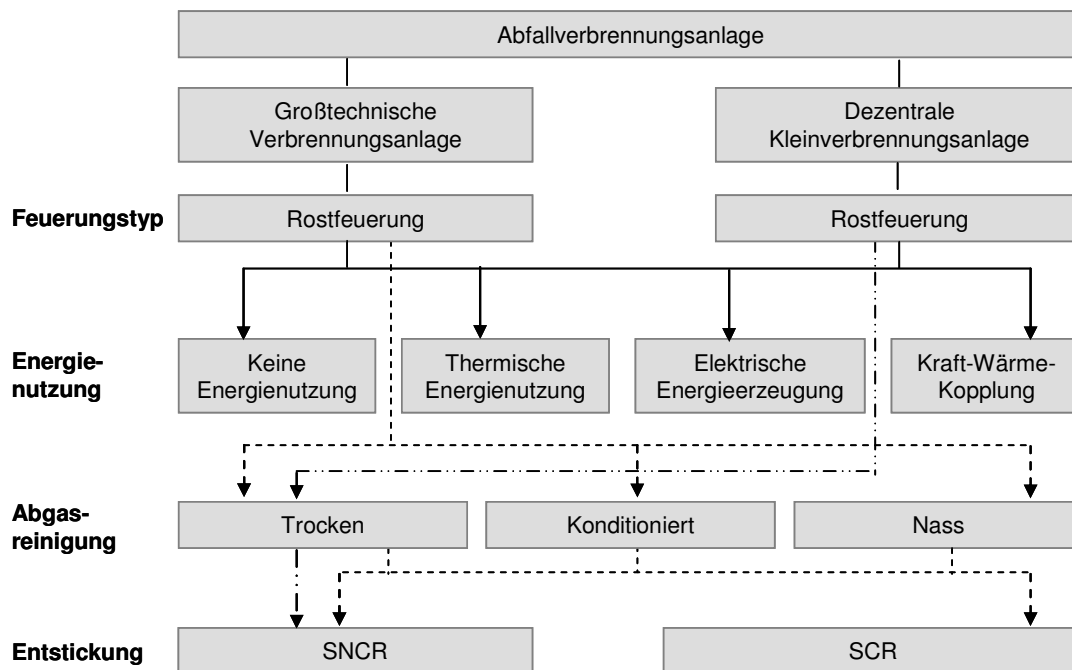 Abfallverbrennungsanlage
Großtechnische
Verbrennungsanlage
Dezentrale
Kleinverbrennungsanlage
Feuerungstyp
Rostfeuerung
Rostfeuerung
Energie-
nutzung
Keine
Energienutzung
Thermische
Energienutzung
Elektrische
Energieerzeugung
Kraft-Wärme-
Kopplung
Abgas-
reinigung
Trocken
Konditioniert
Nass
Entstickung
SNCR
SCR